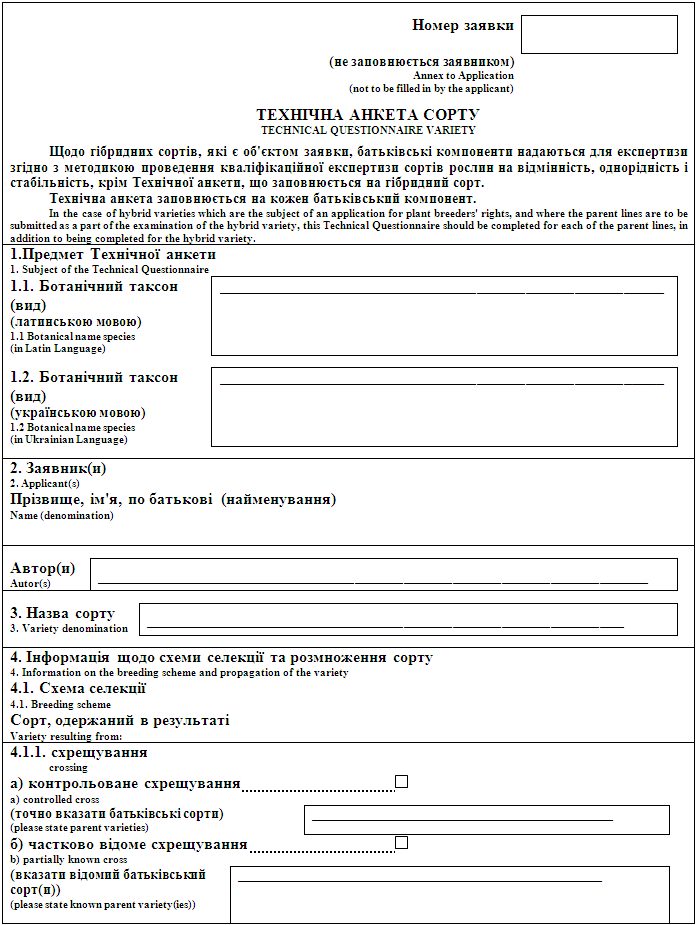 Номер заявки
(не заповнюється заявником)
Annex to Application
(not to be filled in by the applicant)
ТЕХНІЧНА АНКЕТА СОРТУ
TECHNICAL QUESTIONNAIRE VARIETY
Щодо гібридних сортів, які є об'єктом заявки, батьківські компоненти надаються для експертизи
згідно з методикою проведення кваліфікаційної експертизи сортів рослин на відмінність, однорідність і
стабільність, крім Технічної анкети, що заповнюється на гібридний сорт.
Технічна анкета заповнюється на кожен батьківський компонент.
In the case of hybrid varieties which are the subject of an application for plant breeders' rights, and where the parent lines are to be
submitted as a part of the examination of the hybrid variety, this Technical Questionnaire should be completed for each of the parent lines, in
addition to being completed for the hybrid variety.
1.Предмет Технічної анкети
1. Subject of the Technical Questionnaire
1.1. Ботанічний таксон
(вид)
(латинською мовою)
1.1 Botanical name species
(in Latin Language)
1.2. Ботанічний таксон
(вид)
(українською мовою)
1.2 Botanical name species
(in Ukrainian Language)
2. Заявник(и)
2. Applicant(s)
Прізвище, ім'я, по батькові (найменування)
Name (denomination)
Автор(и)
Autor(s)
3. Назва сорту
3. Variety denomination
4. Інформація щодо схеми селекції та розмноження сорту
4. Information on the breeding scheme and propagation of the variety
4.1. Схема селекції
4.1. Breeding scheme
Сорт, одержаний в результаті
Variety resulting from:
4.1.1. схрещування
crossing
а) контрольоване схрещування
a) controlled cross
(точно вказати батьківські сорти)
(please state parent varieties)
б) частково відоме схрещування
b) partially known cross
(вказати відомий батьківський
сорт(и))
(please state known parent variety(ies))